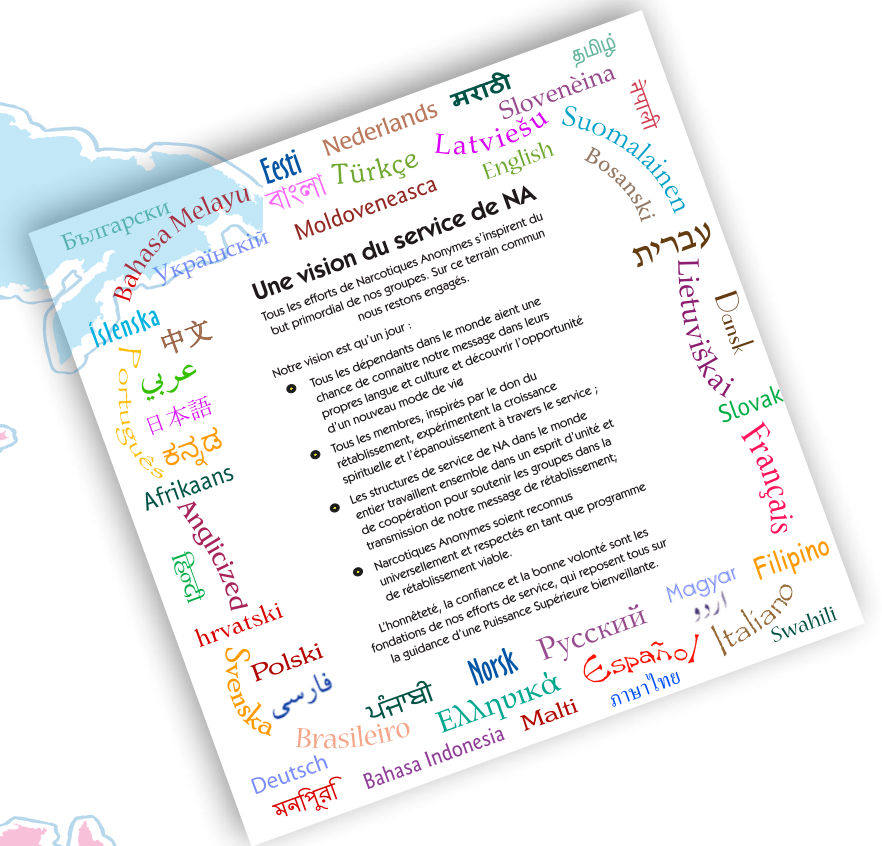 தமிழ்
मराठी
Slovenèina
नेपाली
Nederlands
Latviešu
Suomalainen
Eesti
Türkçe
English
Bosanski
বাংলা
Moldoveneasca
Български
Bahasa Melayu
Українскій
עברית
Íslenska
中文
Lietuviškai
Dansk
Português
عربي
日本語
Slovak
ಕನ್ನಡ
Français
Afrikaans
Anglicized
हिन्दी
Une vision du service de NA
Tous les efforts de Narcotiques Anonymes s’inspirent du
but primordial de nos groupes. Sur ce terrain commun
nous restons engagés.
Notre vision est qu’un jour :
Tous les dépendants dans le monde aient une
chance de connaitre notre message dans leurs
propres langue et culture et découvrir l’opportunité
d’un nouveau mode de vie
Tous les membres, inspirés par le don du
rétablissement, expérimentent la croissance
spirituelle et l’épanouissement à travers le service ;
Les structures de service de NA dans le monde
entier travaillent ensemble dans un esprit d’unité et
de coopération pour soutenir les groupes dans la
transmission de notre message de rétablissement;
Narcotiques Anonymes soient reconnus
universellement et respectés en tant que programme
de rétablissement viable.
L’honnêteté, la confiance et la bonne volonté sont les
fondations de nos efforts de service, qui reposent tous sur
la guidance d’une Puissance Supérieure bienveillante.
hrvatski
Filipino
Magyar
اردو
Italiano
Swahili
Русский
Polski
Svenska
فارسی
Norsk
Español
ਪੰਜਾਬੀ
Ελληνικά
ภาษาไทย
Malti
Brasileiro
Bahasa Indonesia
Deutsch
মনিপুরি